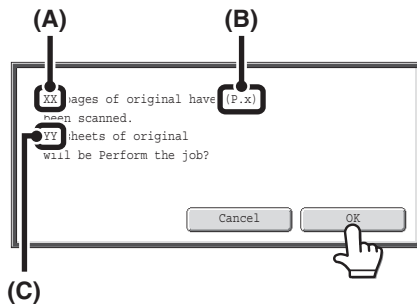 (A)
(B)
XX pages of original have (P.x)
been scanned.
YY sheets of original
will be Perform the job?
Cancel
OK
(C)